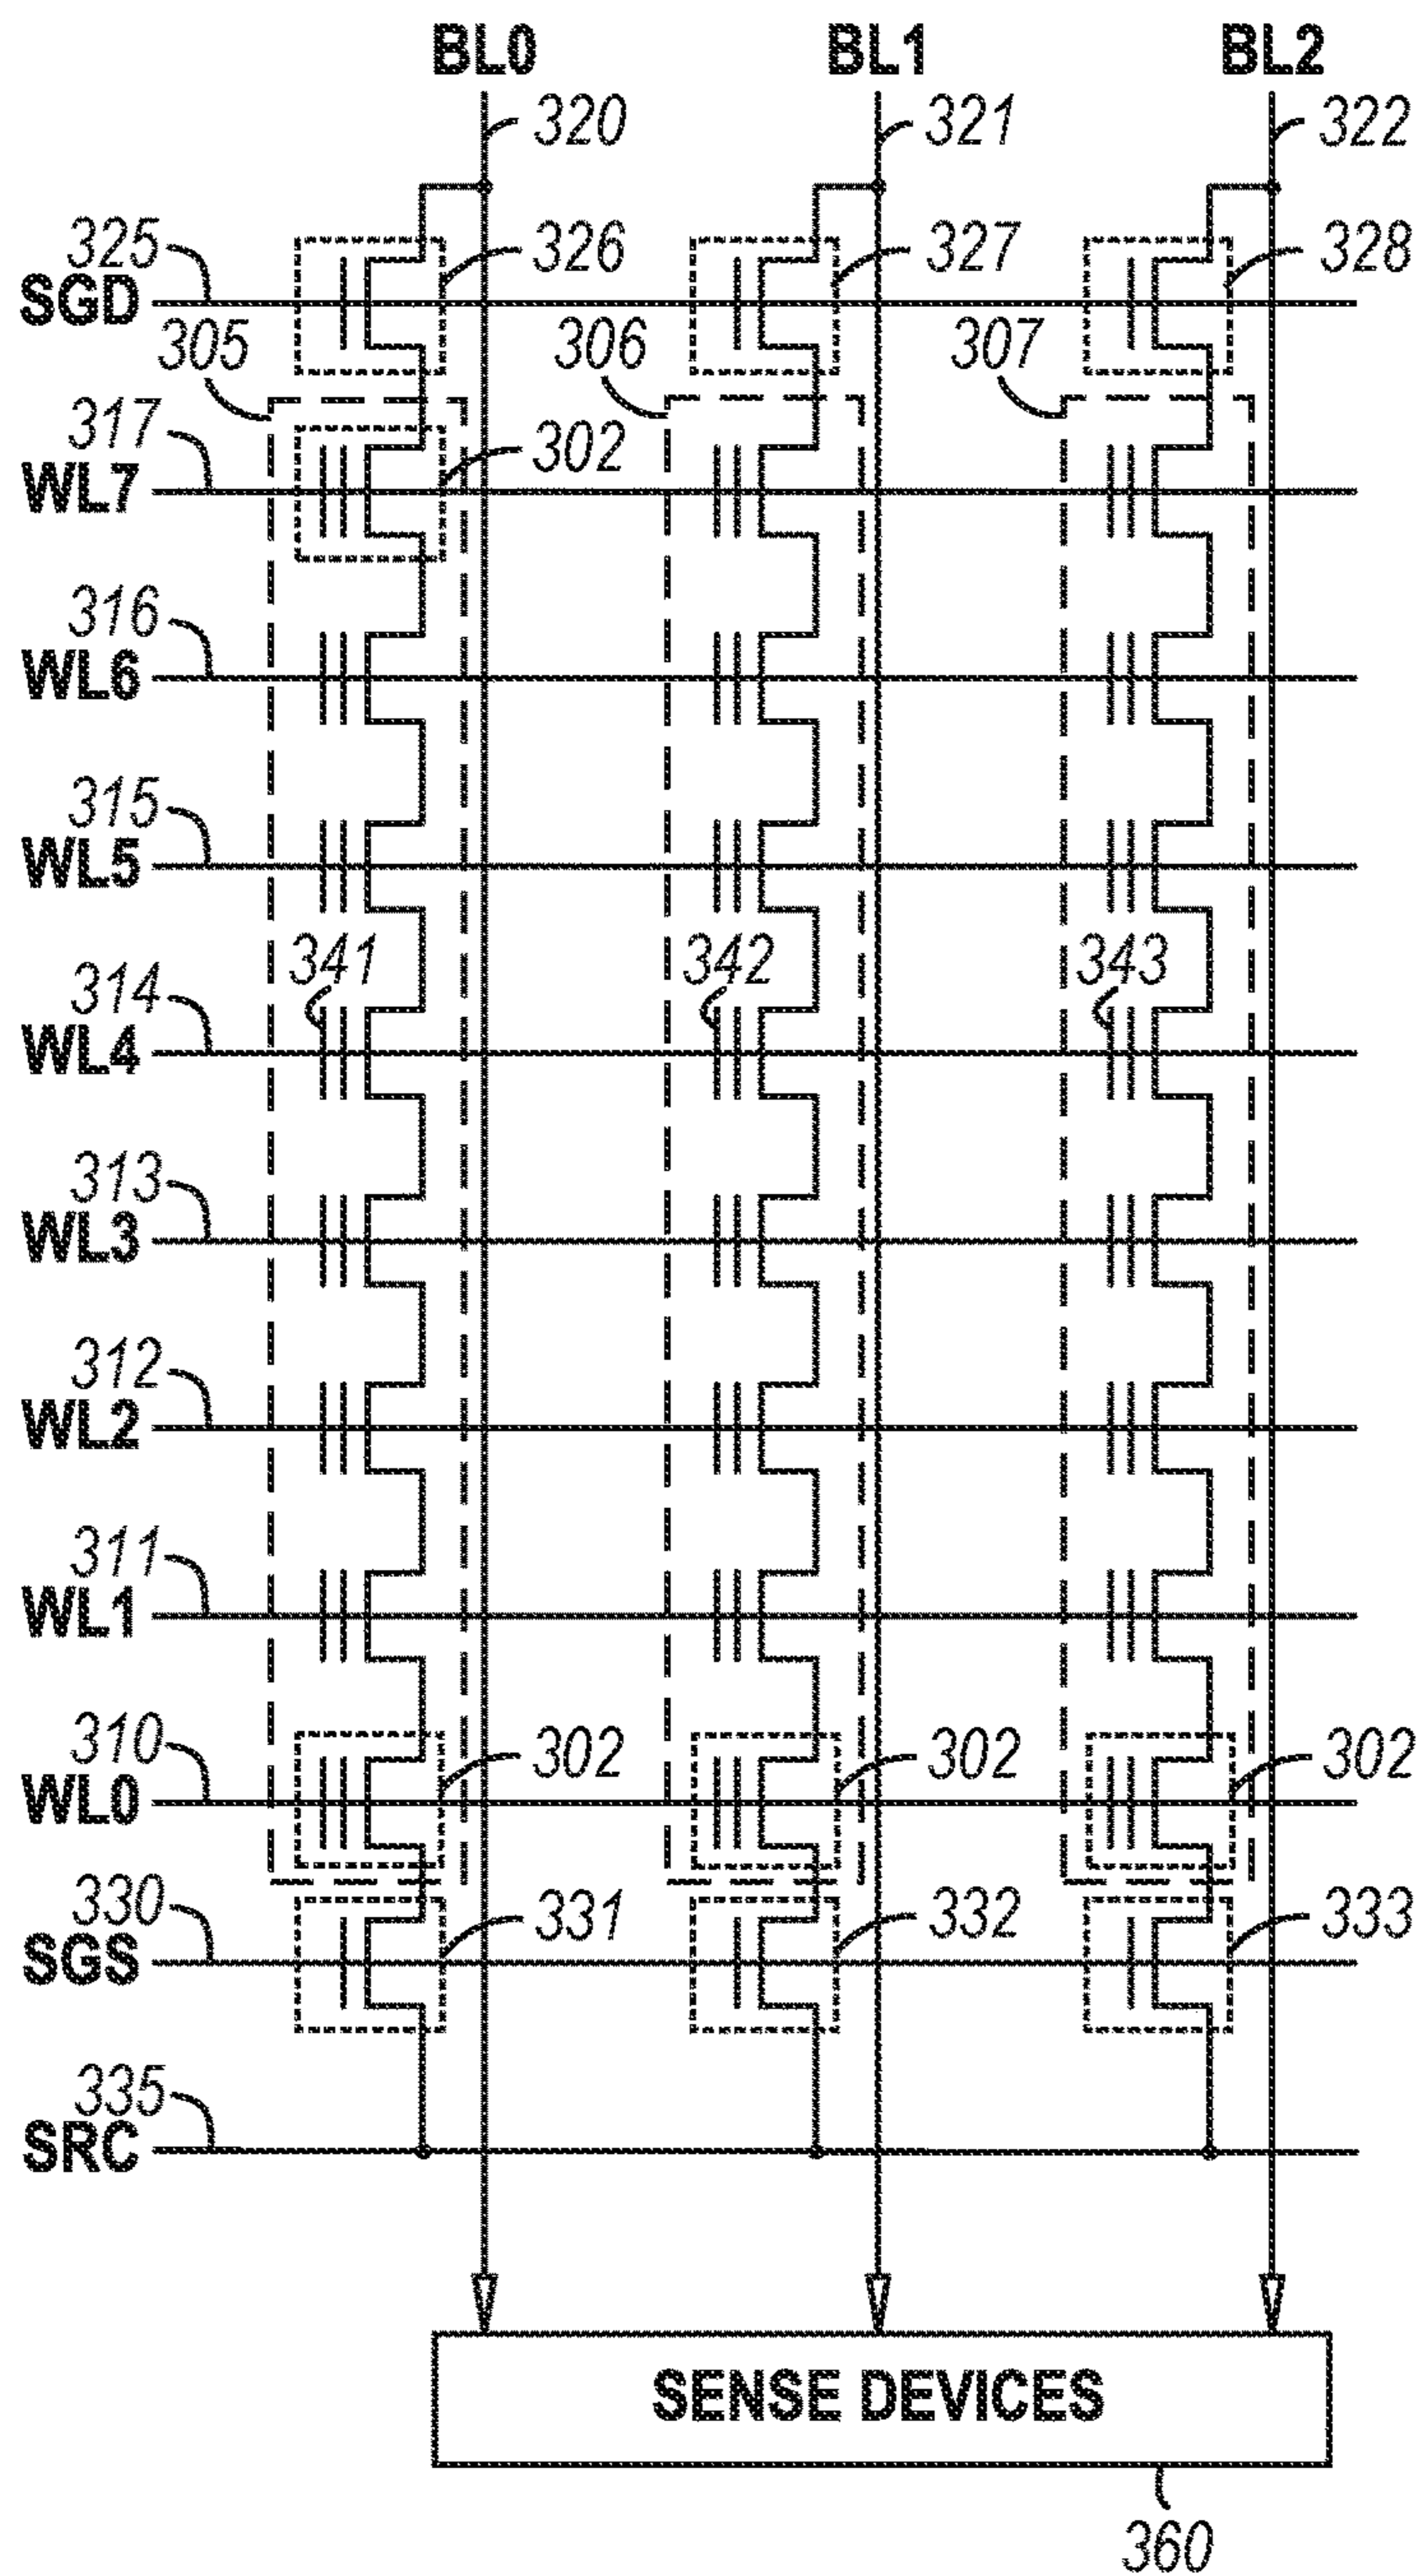 BL0 BL1 BL2
320 321 322
325 326 327 328
SGD
305 306 307
317 302
WL7
316
WL6
315
WL5
341 342 343
314
WL4
313
WL3
312
WL2
311
WL1
310 302 302 302
WL0
330 331 332 333
SGS
335
SRC
SENSE DEVICES
360